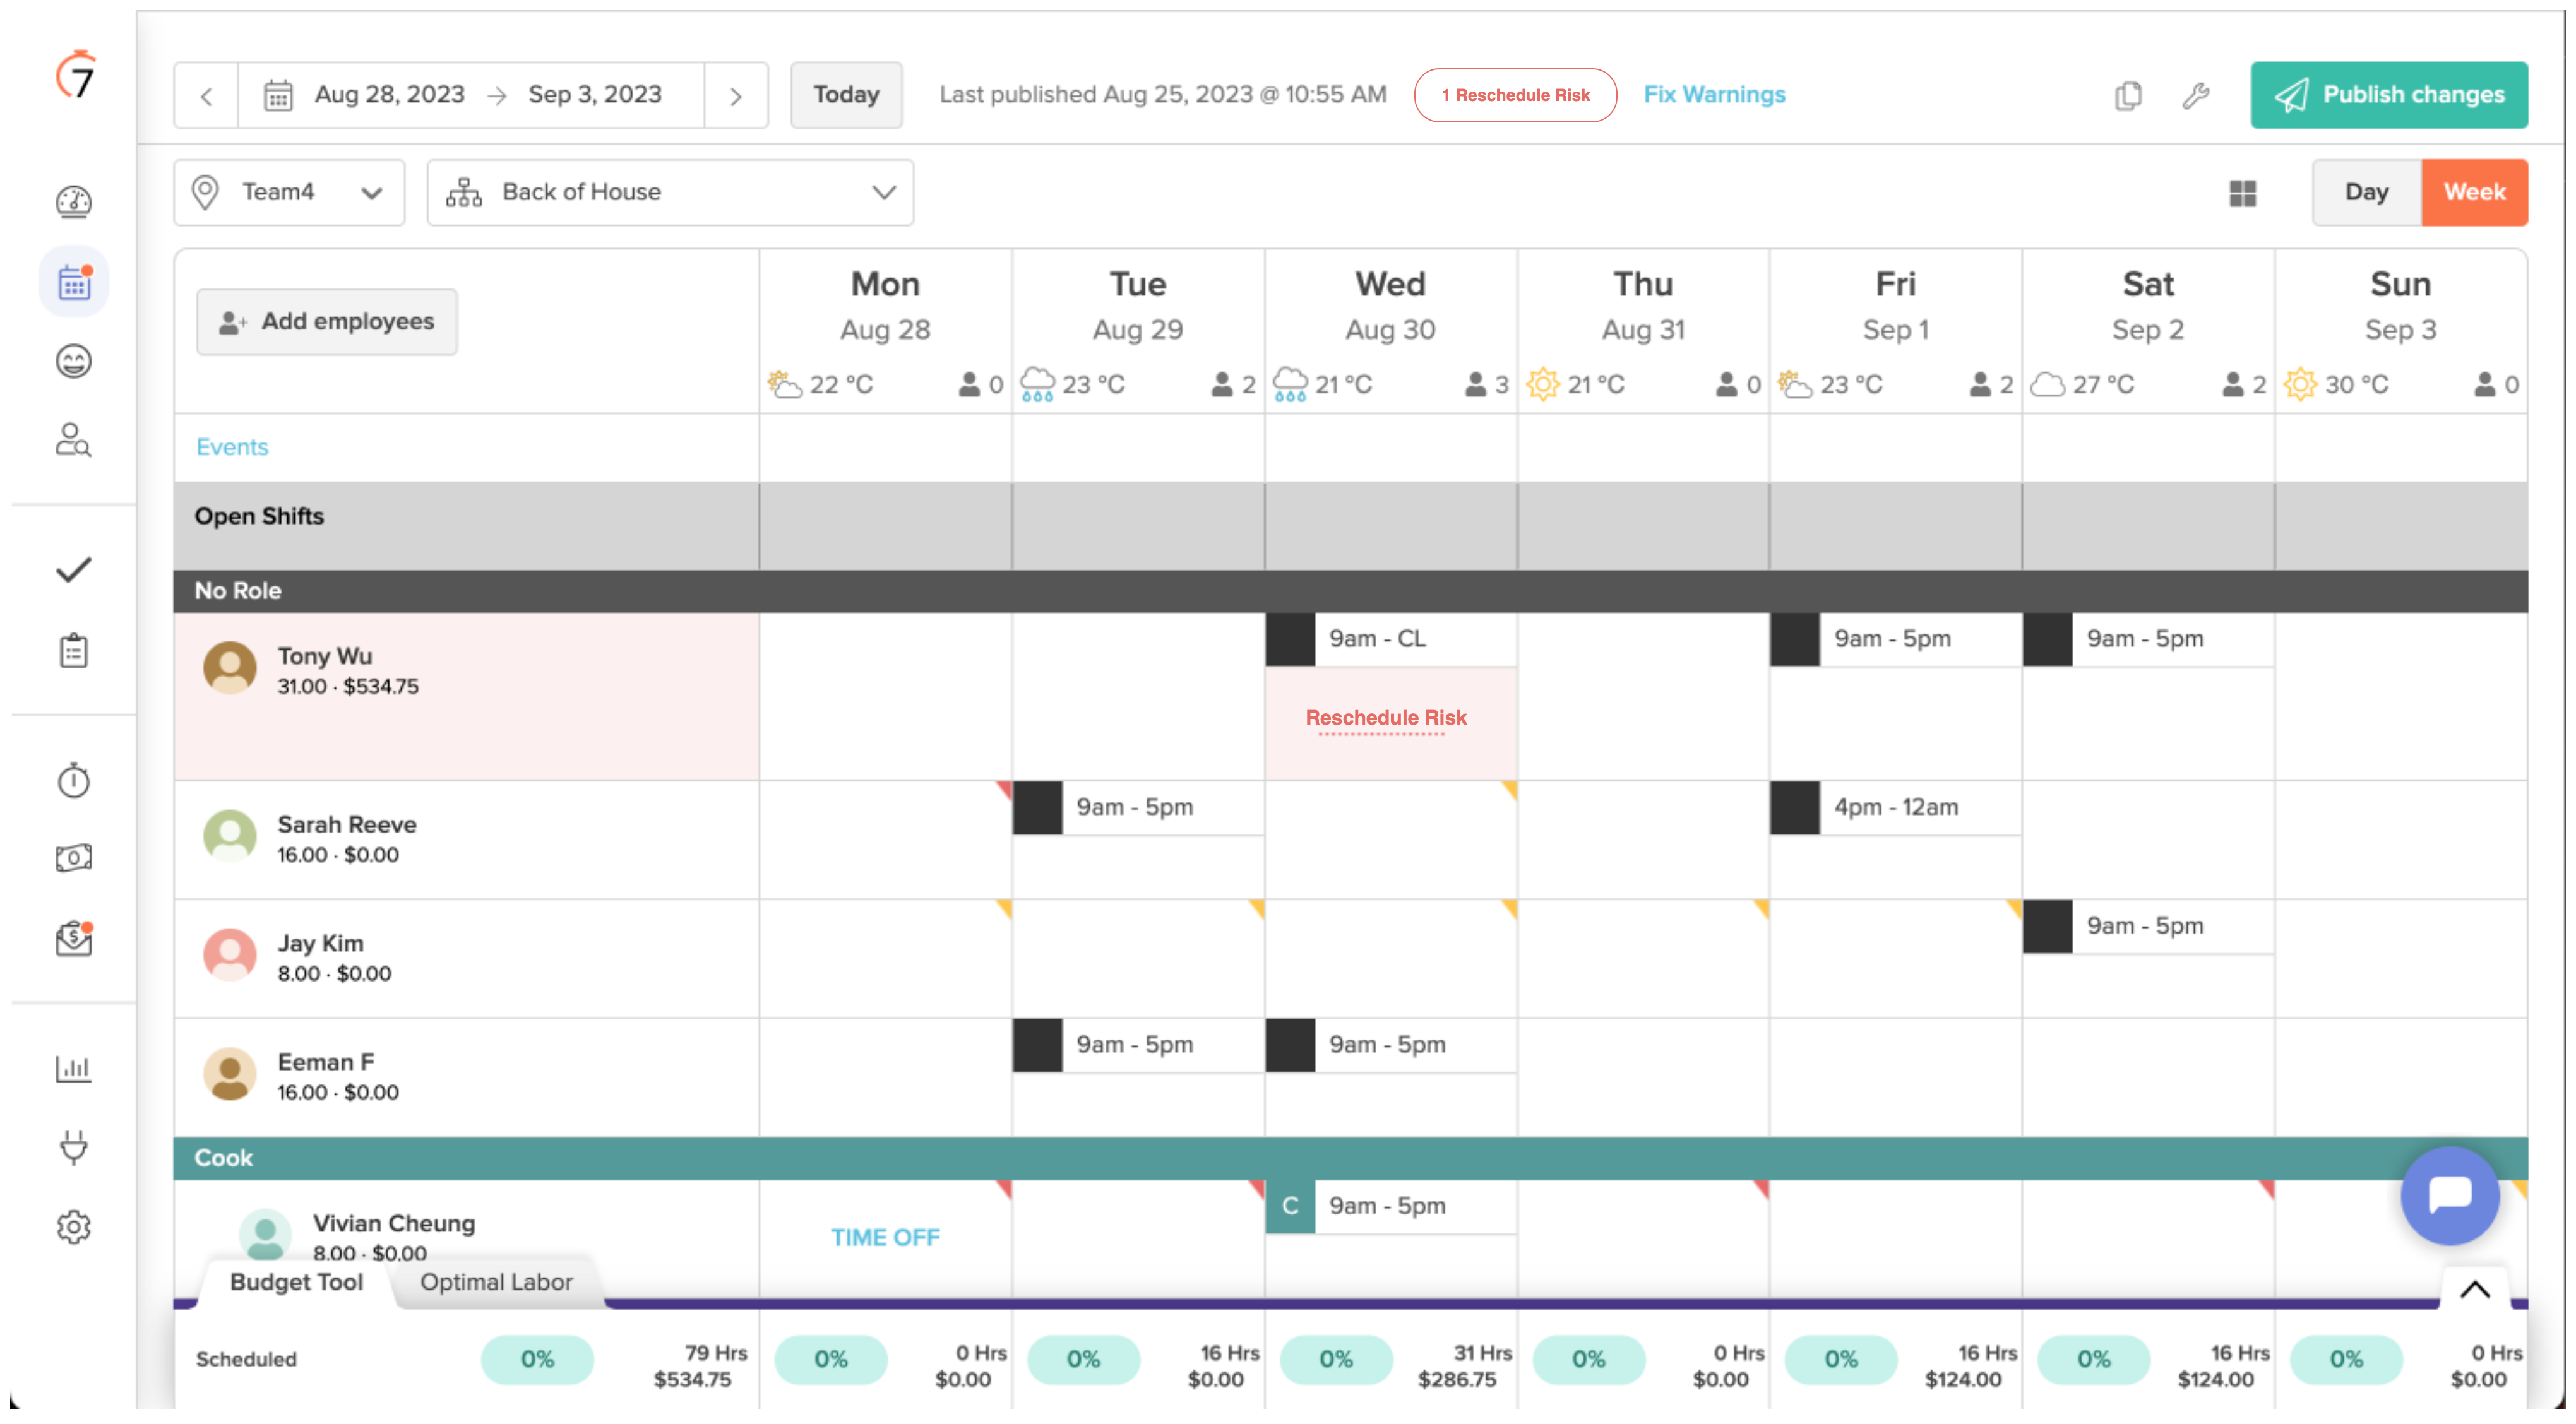 7
Aug 28, 2023 → Sep 3, 2023 Today Last published Aug 25, 2023 @ 10:55 AM 1 Reschedule Risk Fix Warnings Publish changes
Team4 Back of House Day Week
Add employees
Mon Tue Wed Thu Fri Sat Sun
Aug 28 Aug 29 Aug 30 Aug 31 Sep 1 Sep 2 Sep 3
22 °C 0 23 °C 2 21 °C 3 21 °C 0 23 °C 2 27 °C 2 30 °C 0
Events
Open Shifts
No Role
Tony Wu 9am - CL 9am - 5pm 9am - 5pm
31.00 · $534.75
Reschedule Risk
Sarah Reeve 9am - 5pm 4pm - 12am
16.00 · $0.00
Jay Kim 9am - 5pm
8.00 · $0.00
Eeman F 9am - 5pm 9am - 5pm
16.00 · $0.00
Cook
Vivian Cheung C 9am - 5pm
8.00 · $0.00 TIME OFF
Budget Tool Optimal Labor
Scheduled 0% 79 Hrs 0% 0 Hrs 0% 16 Hrs 0% 31 Hrs 0% 0 Hrs 0% 16 Hrs 0% 16 Hrs 0% 0 Hrs
$534.75 $0.00 $0.00 $286.75 $0.00 $124.00 $124.00 $0.00